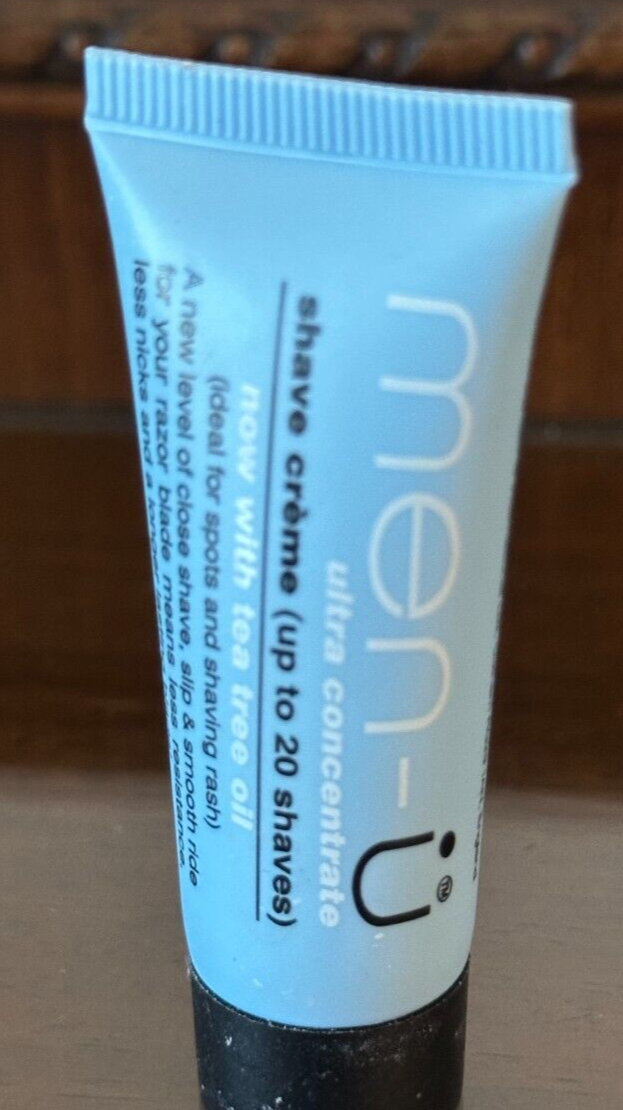 men-ü™
ultra concentrate
shave crème (up to 20 shaves)
now with tea tree oil
(ideal for spots and shaving rash)
A new level of close shave, slip & smooth ride
for your razor blade, means less resistance,
less nicks and a longer